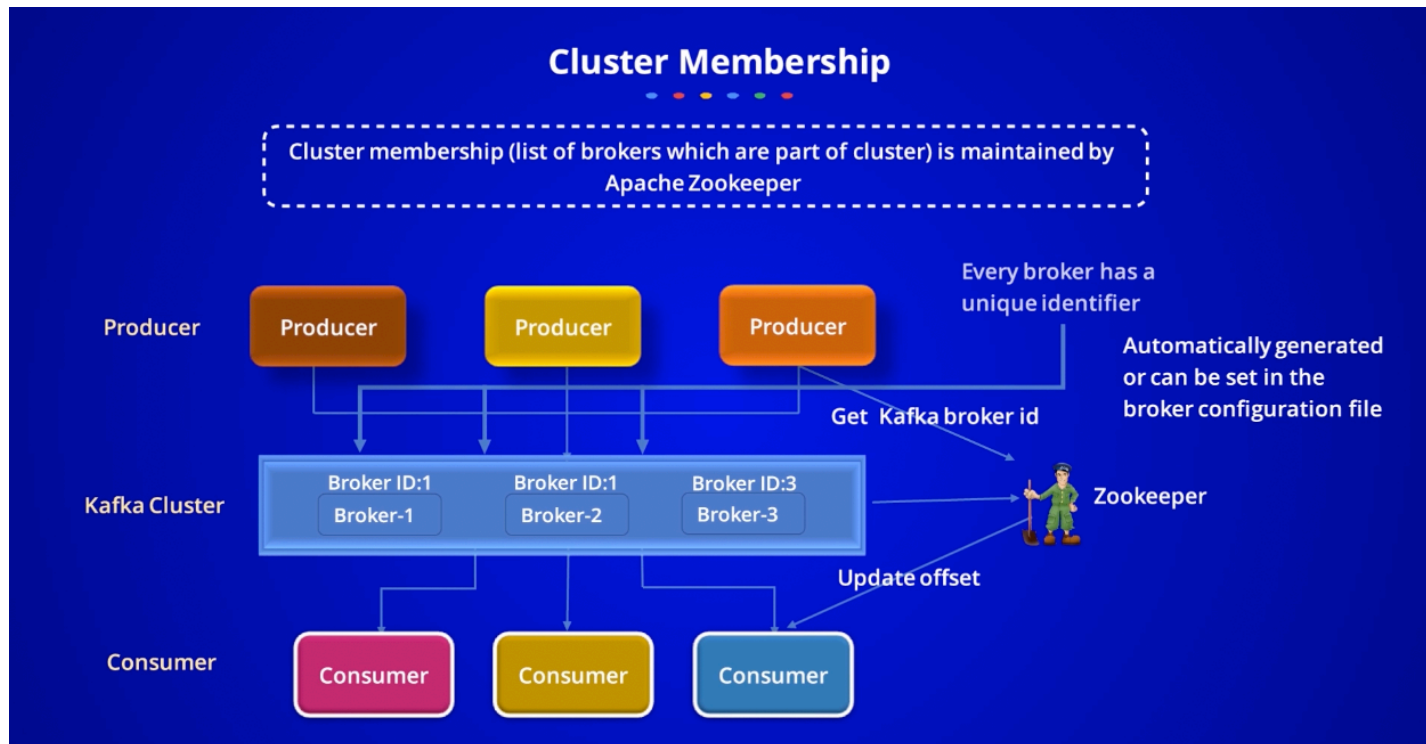 Cluster Membership
Cluster membership (list of brokers which are part of cluster) is maintained by
Apache Zookeeper
Every broker has a
unique identifier
Producer
Producer
Producer
Producer
Automatically generated
or can be set in the
broker configuration file
Get Kafka broker id
Kafka Cluster
Broker ID:1
Broker-1
Broker ID:1
Broker-2
Broker ID:3
Broker-3
Zookeeper
Update offset
Consumer
Consumer
Consumer
Consumer